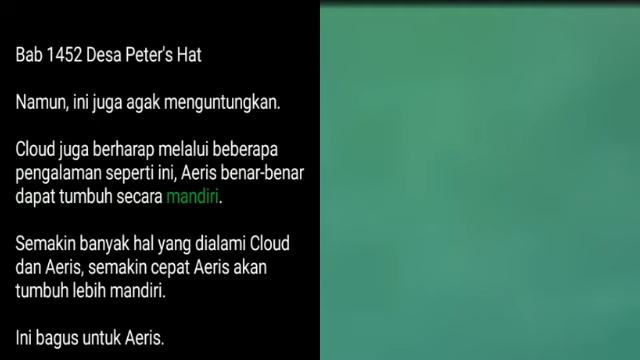 Bab 1452 Desa Peter's Hat
Namun, ini juga agak menguntungkan.
Cloud juga berharap melalui beberapa
pengalaman seperti ini, Aeris benar-benar
dapat tumbuh secara mandiri.
Semakin banyak hal yang dialami Cloud
dan Aeris, semakin cepat Aeris akan
tumbuh lebih mandiri.
Ini bagus untuk Aeris.